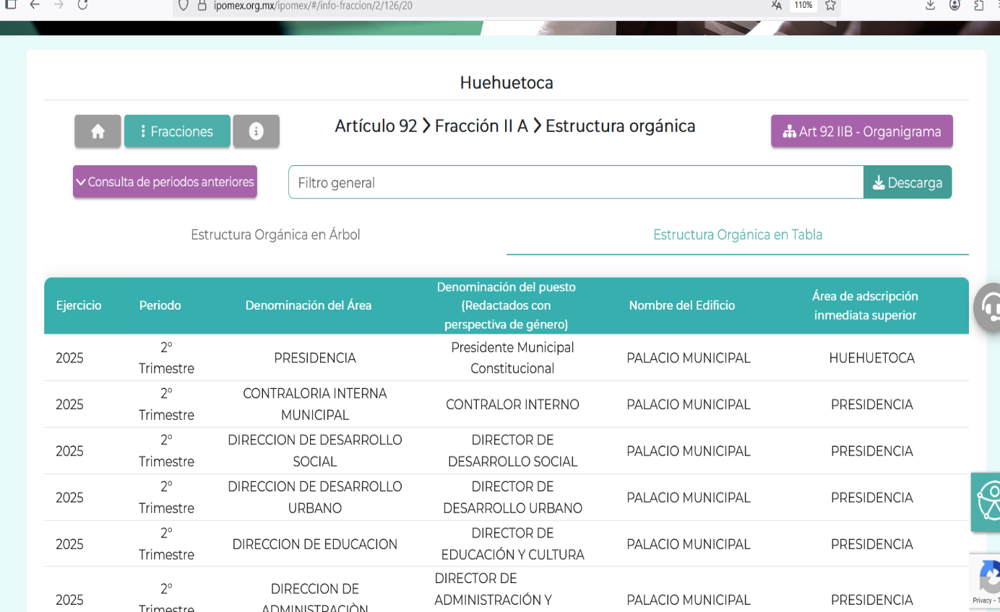 ipomex.org.mx/ipomex/#/info-fraccion/2/126/20
110%
Huehuetoca
Fracciones
Artículo 92 > Fracción II A > Estructura orgánica
Art 92 IIB - Organigrama
Consulta de periodos anteriores
Filtro general
Descarga
Estructura Orgánica en Árbol
Estructura Orgánica en Tabla
Ejercicio
Periodo
Denominación del Área
Denominación del puesto
(Redactados con
perspectiva de género)
Nombre del Edificio
Área de adscripción
inmediata superior
2025
2°
Trimestre
PRESIDENCIA
Presidente Municipal
Constitucional
PALACIO MUNICIPAL
HUEHUETOCA
2025
2°
Trimestre
CONTRALORIA INTERNA
MUNICIPAL
CONTRALOR INTERNO
PALACIO MUNICIPAL
PRESIDENCIA
2025
2°
Trimestre
DIRECCION DE DESARROLLO
SOCIAL
DIRECTOR DE
DESARROLLO SOCIAL
PALACIO MUNICIPAL
PRESIDENCIA
2025
2°
Trimestre
DIRECCION DE DESARROLLO
URBANO
DIRECTOR DE
DESARROLLO URBANO
PALACIO MUNICIPAL
PRESIDENCIA
2025
2°
Trimestre
DIRECCION DE EDUCACION
DIRECTOR DE
EDUCACIÓN Y CULTURA
PALACIO MUNICIPAL
PRESIDENCIA
2025
2°
Trimestre
DIRECCION DE
ADMINISTRACIÒN
DIRECTOR DE
ADMINISTRACIÓN Y
PALACIO MUNICIPAL
PRESIDENCIA
Privacy - T